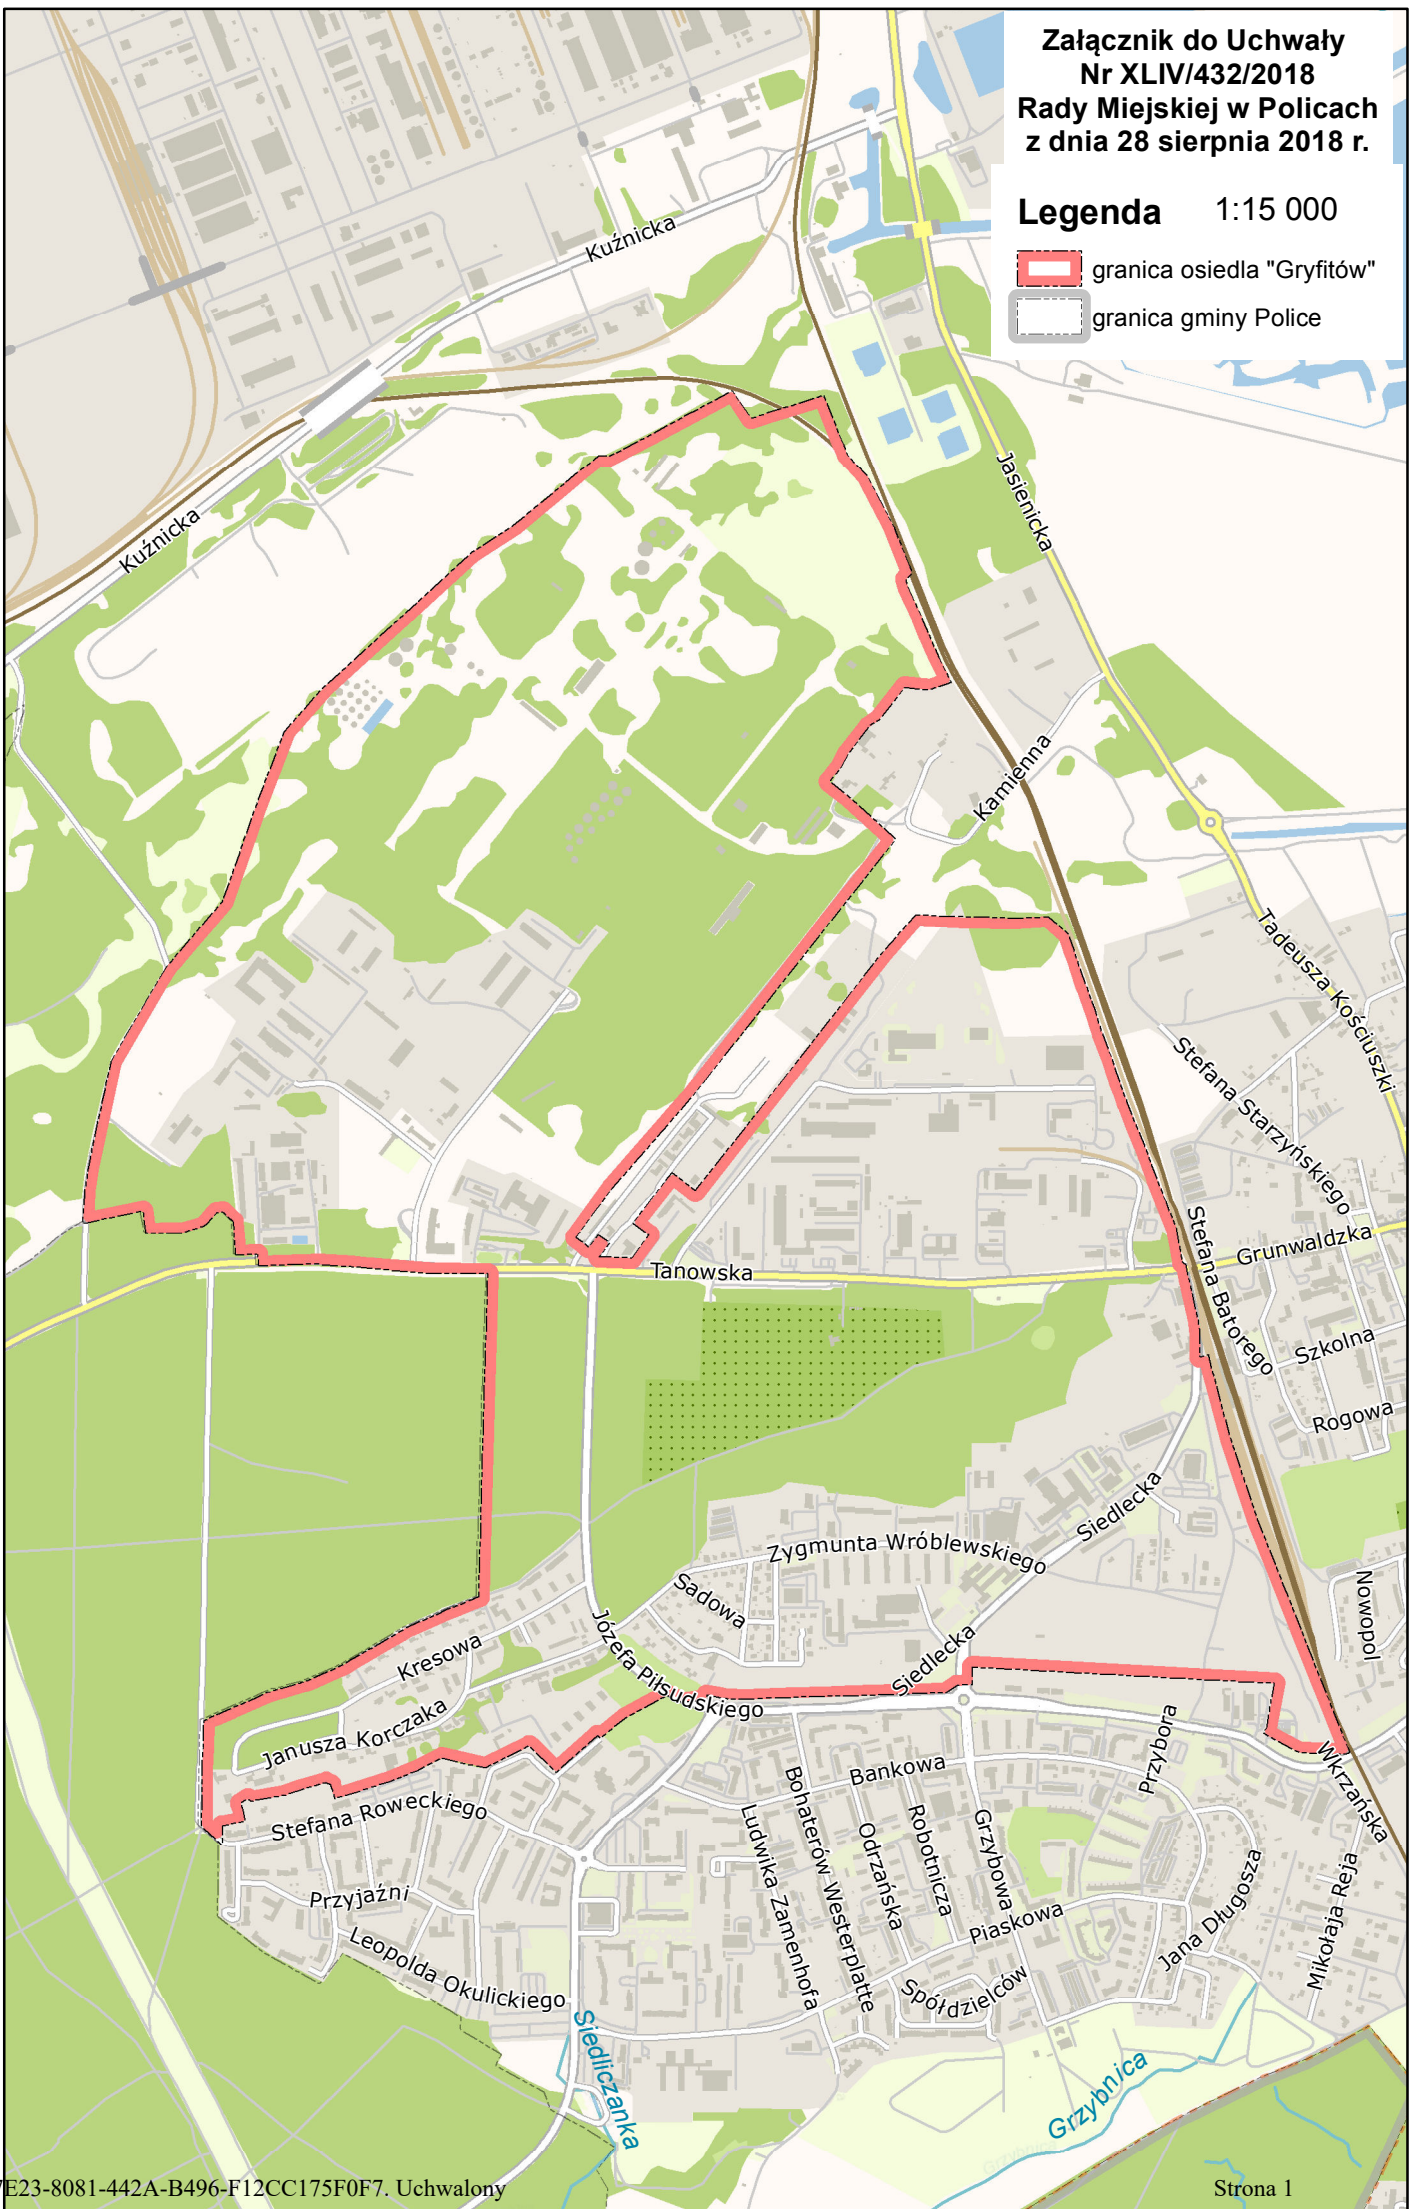 Załącznik do Uchwały
Nr XLIV/432/2018
Rady Miejskiej w Policach
z dnia 28 sierpnia 2018 r.
Legenda 1:15 000
granica osiedla "Gryfitów"
granica gminy Police
Kuźnicka
Kuźnicka
Jasienicka
Kamienna
Tadeusza Kościuszki
Stefana Starzyńskiego
Grunwaldzka
Stefana Batorego
Tanowska
Szkolna
Rogowa
Siedlecka
Zygmunta Wróblewskiego
Sadowa
Nowopol
Józefa Piłsudskiego
Kresowa
Siedlecka
Janusza Korczaka
Przybora
Wkrzańska
Bankowa
Stefana Roweckiego
Ludwika Zamenhofa
Bohaterów Westerplatte
Odrzańska
Robotnicza
Grzybowa
Przyjaźni
Piaskowa
Jana Długosza
Mikołaja Reja
Leopolda Okulickiego
Spółdzielców
Siedliczanka
Grzybnica
Grzybnica
E23-8081-442A-B496-F12CC175F0F7. Uchwalony
Strona 1